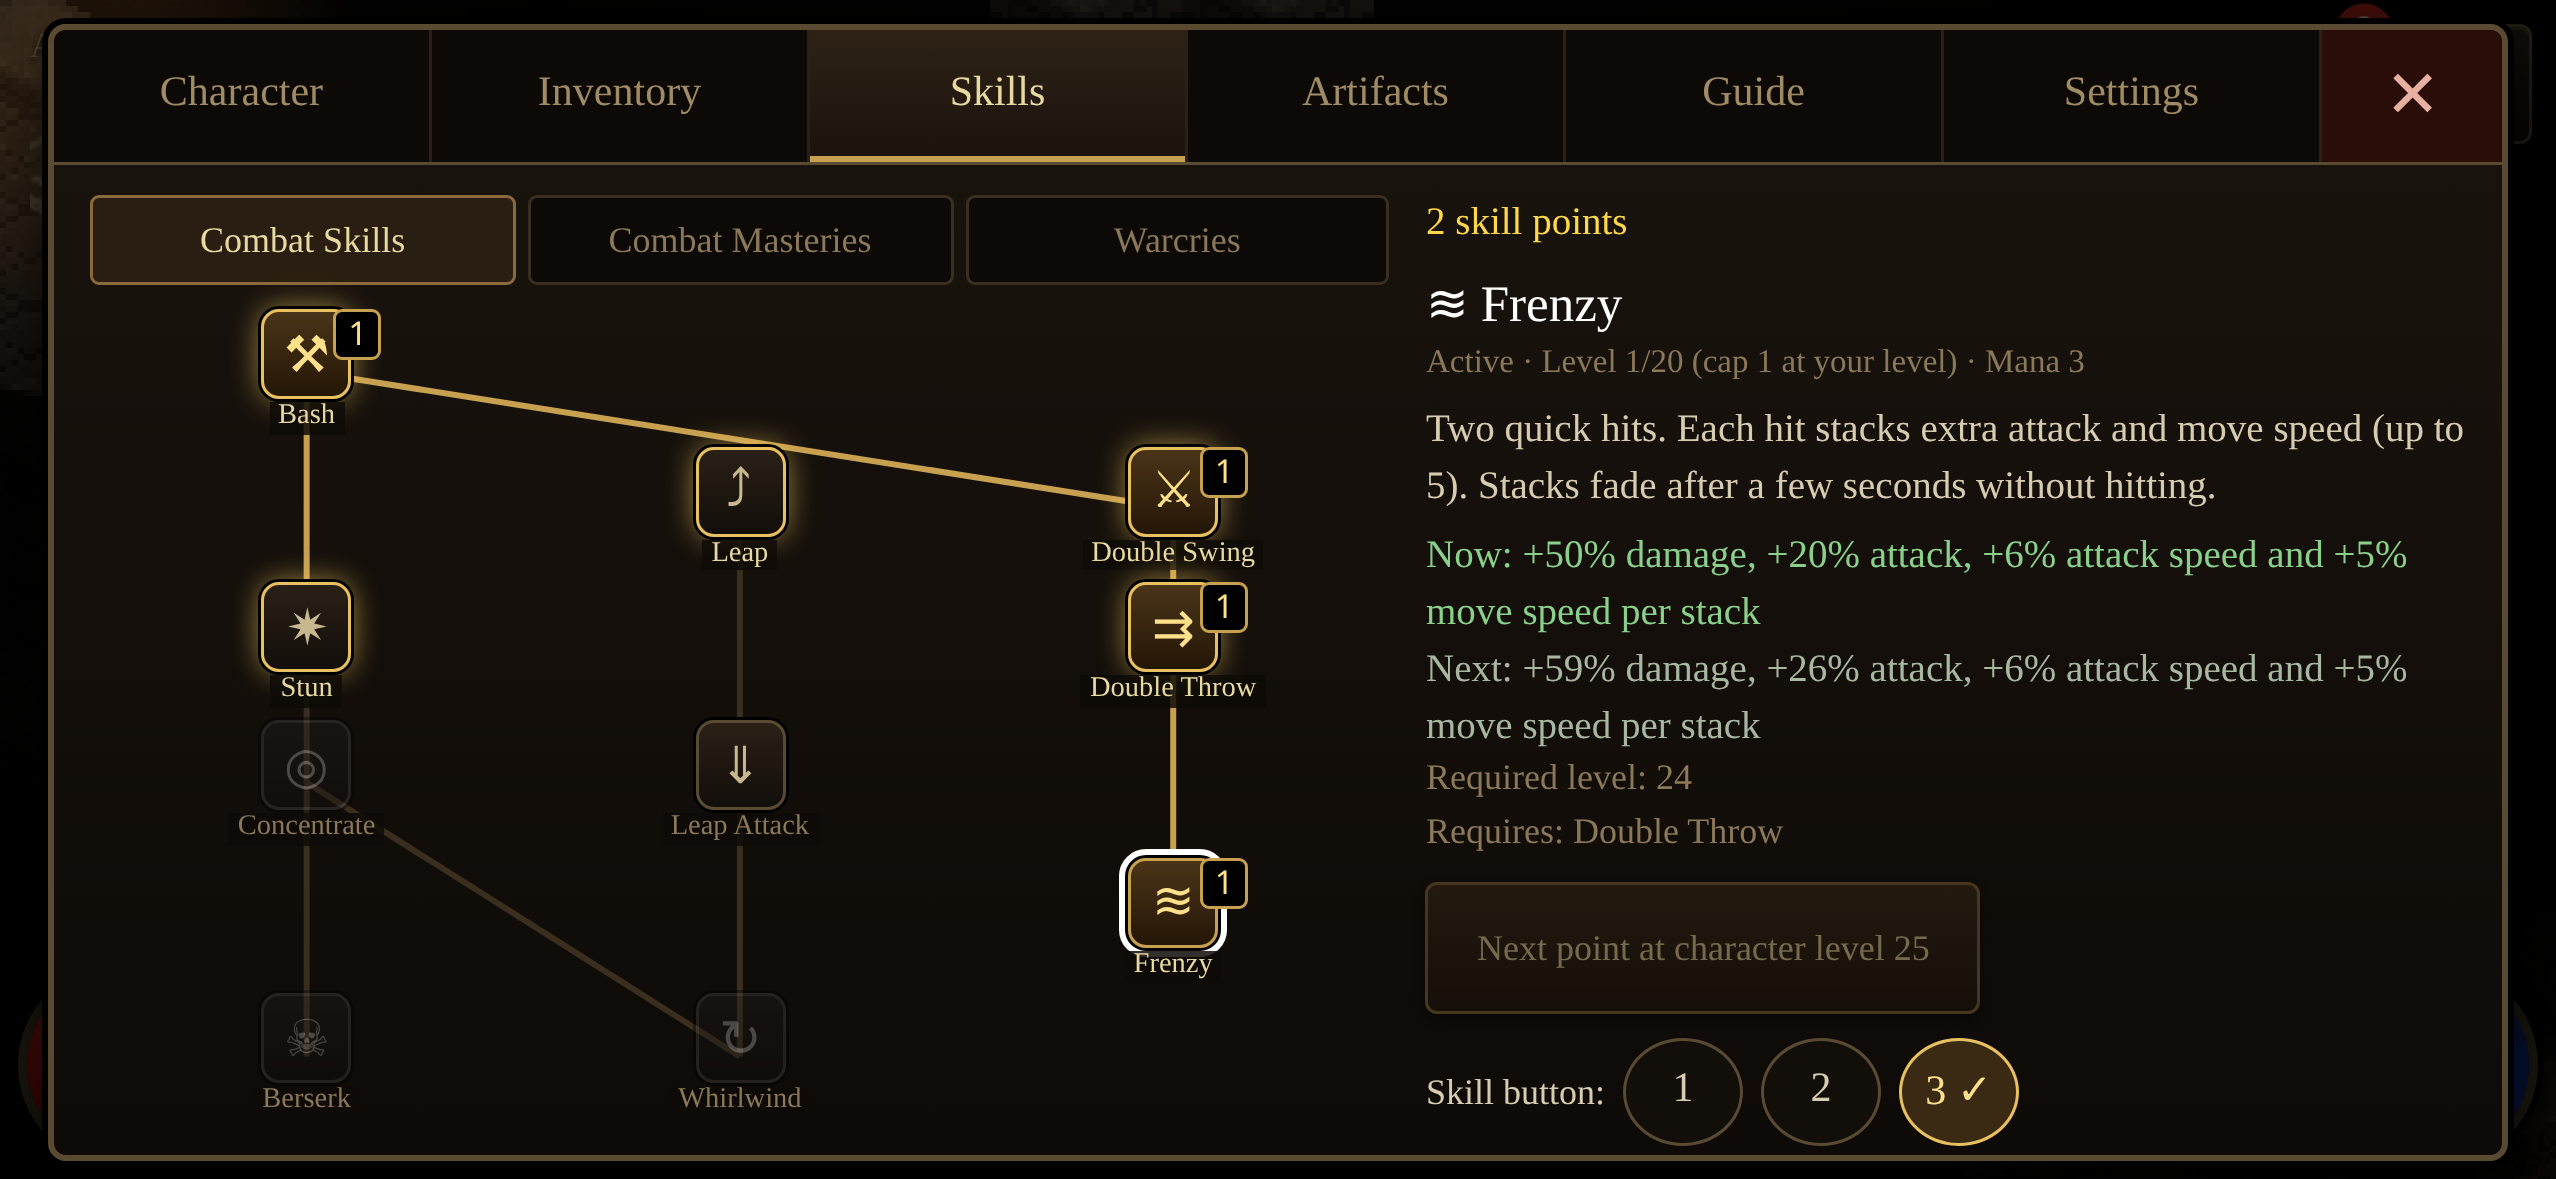 Character
Inventory
Skills
Artifacts
Guide
Settings
✕
Combat Skills
Combat Masteries
Warcries
1
Bash
Leap
1
Double Swing
Stun
1
Double Throw
Concentrate
Leap Attack
1
Frenzy
Berserk
Whirlwind
2 skill points
≋ Frenzy
Active · Level 1/20 (cap 1 at your level) · Mana 3
Two quick hits. Each hit stacks extra attack and move speed (up to
5). Stacks fade after a few seconds without hitting.
Now: +50% damage, +20% attack, +6% attack speed and +5%
move speed per stack
Next: +59% damage, +26% attack, +6% attack speed and +5%
move speed per stack
Required level: 24
Requires: Double Throw
Next point at character level 25
Skill button: 1 2 3 ✓